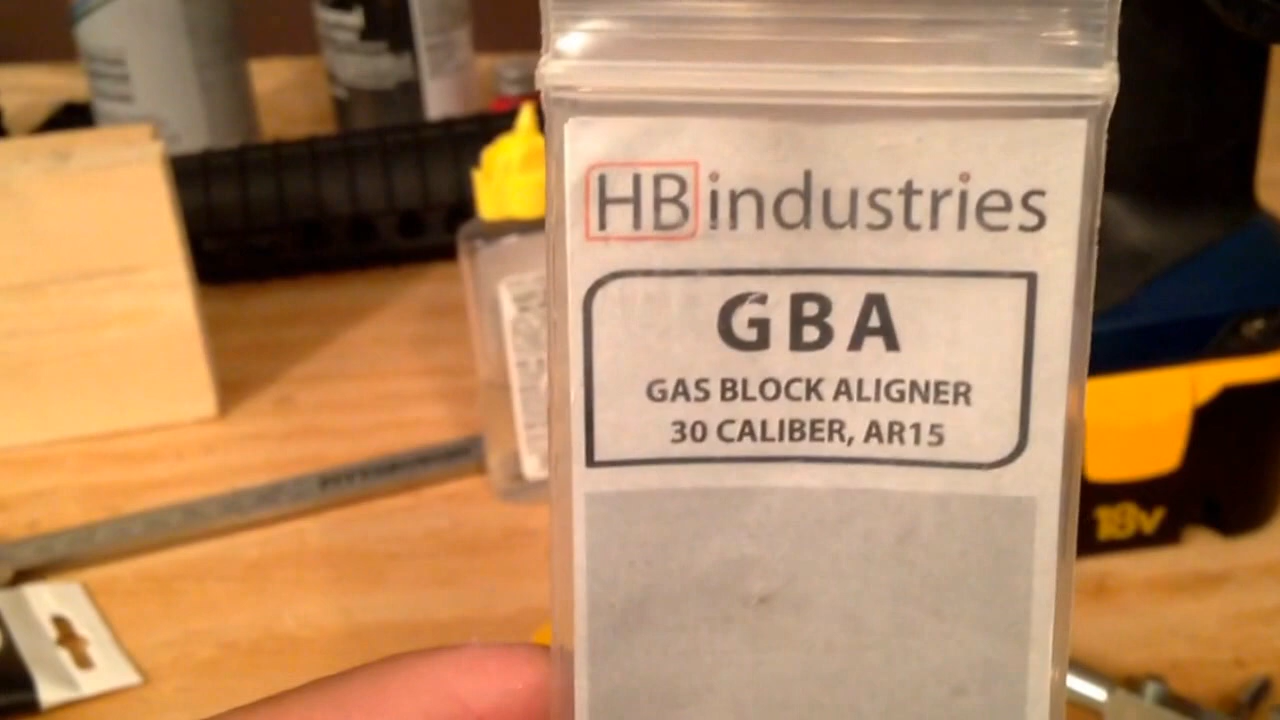 HBindustries
GBA
GAS BLOCK ALIGNER
30 CALIBER, AR15
18v